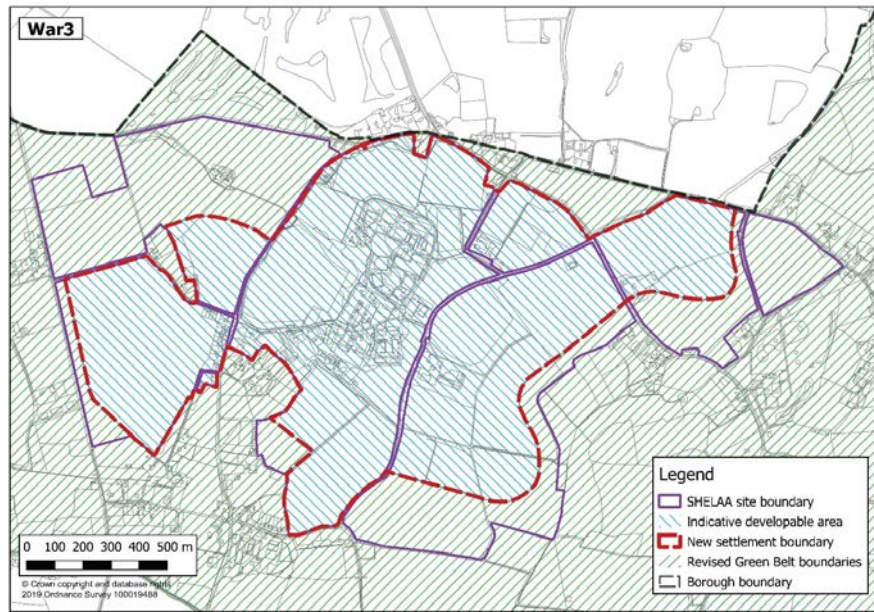 War3
Legend
SHELAA site boundary
Indicative developable area
New settlement boundary
Revised Green Belt boundaries
Borough boundary
0 100 200 300 400 500 m
© Crown copyright and database rights
2019 Ordnance Survey 100019488